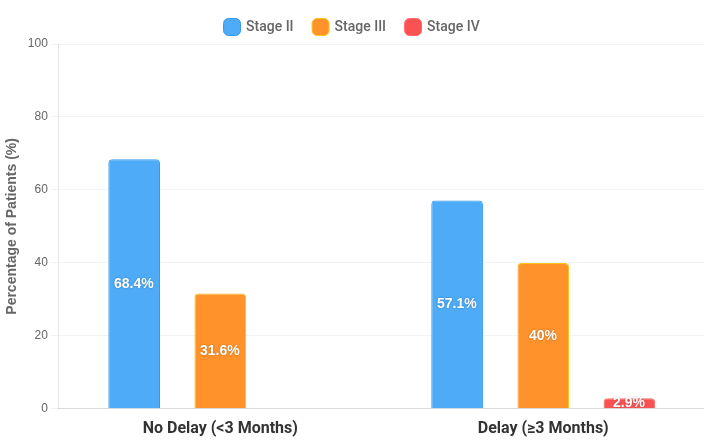 Stage II Stage III Stage IV
Percentage of Patients (%)
100
80
60
40
20
0
68.4%
31.6%
57.1%
40%
2.9%
No Delay (<3 Months)
Delay (≥3 Months)